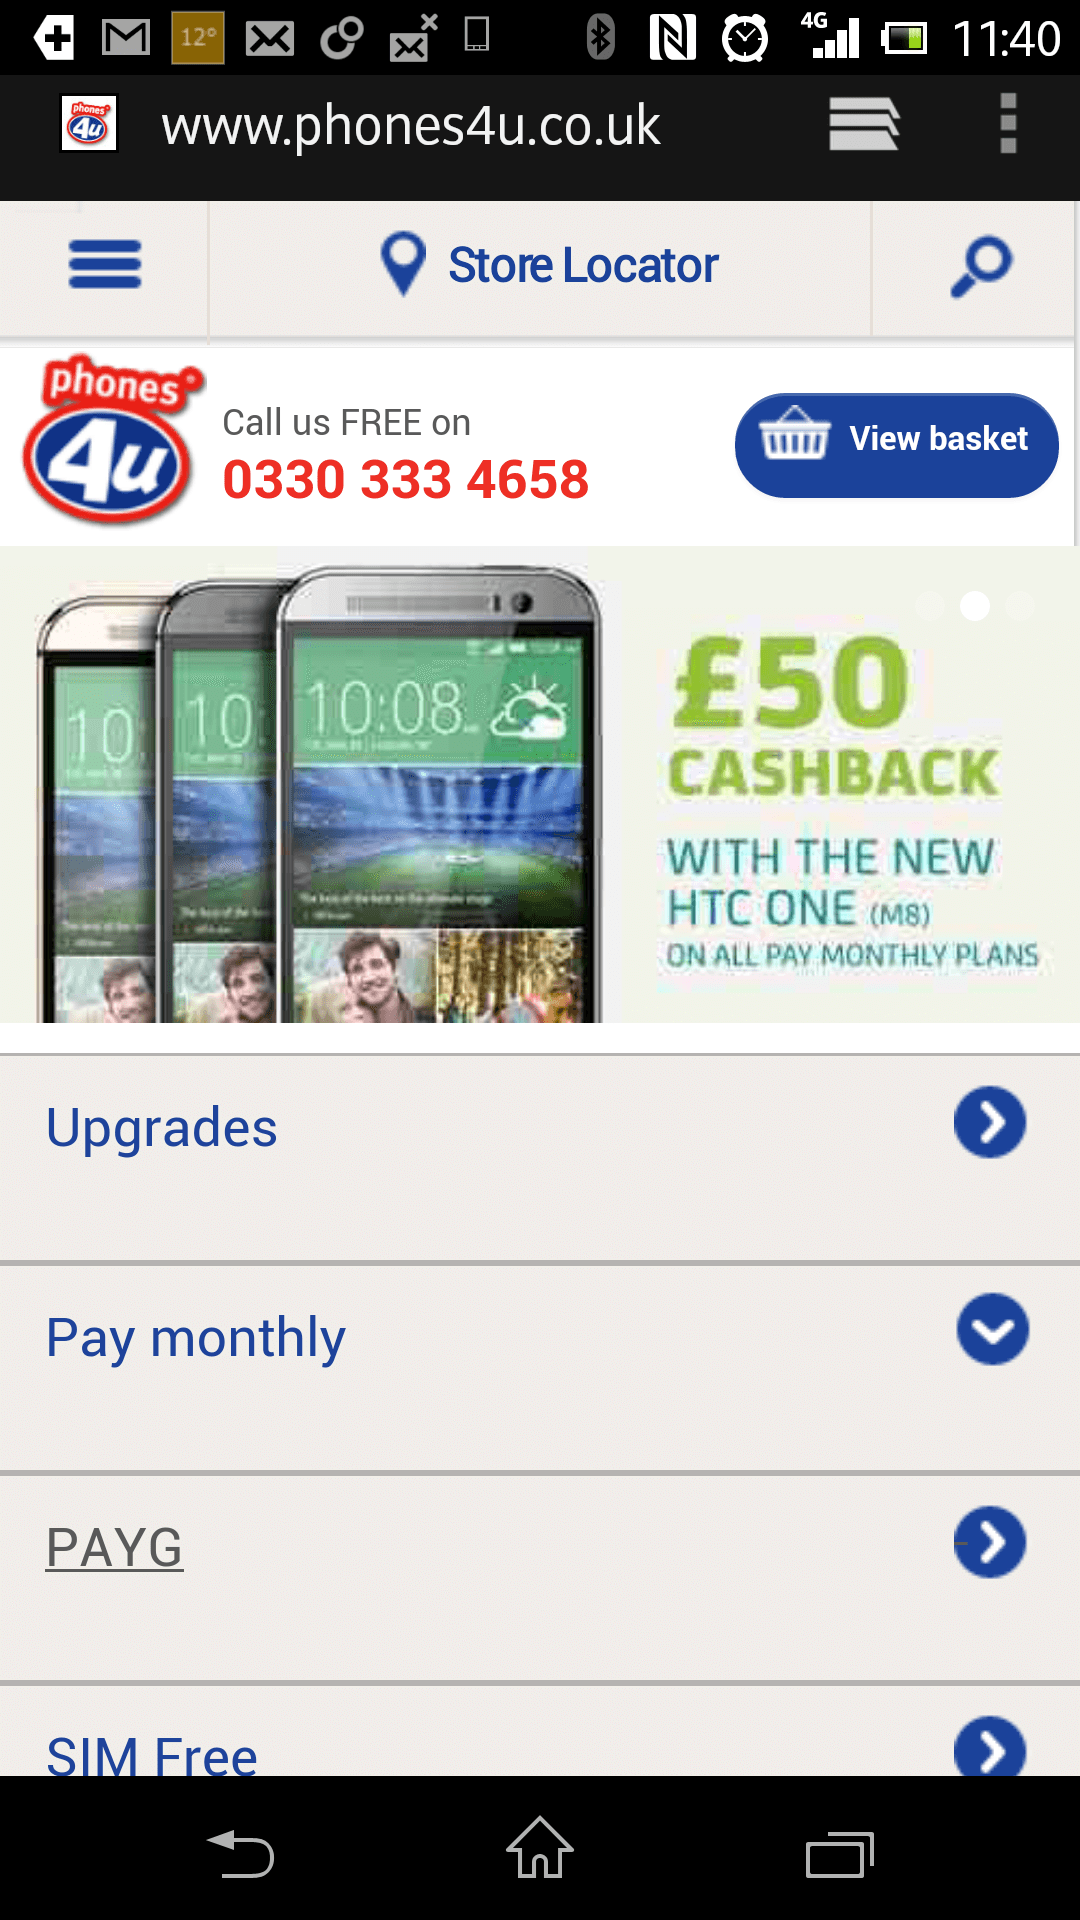 12°
4G
11:40
phones
4u
www.phones4u.co.uk
Store Locator
phones
4u
Call us FREE on
0330 333 4658
View basket
10:
10:
10:08
£50
CASHBACK
WITH THE NEW
HTC ONE (M8)
ON ALL PAY MONTHLY PLANS
Upgrades
Pay monthly
PAYG
SIM Free